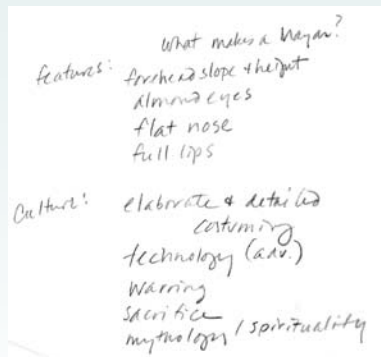 What makes a Mayan?
features: forehead slope & height
almond eyes
flat nose
full lips
Culture: elaborate & detailed
costuming
technology (adv.)
warring
sacrifice
mythology / spirituality